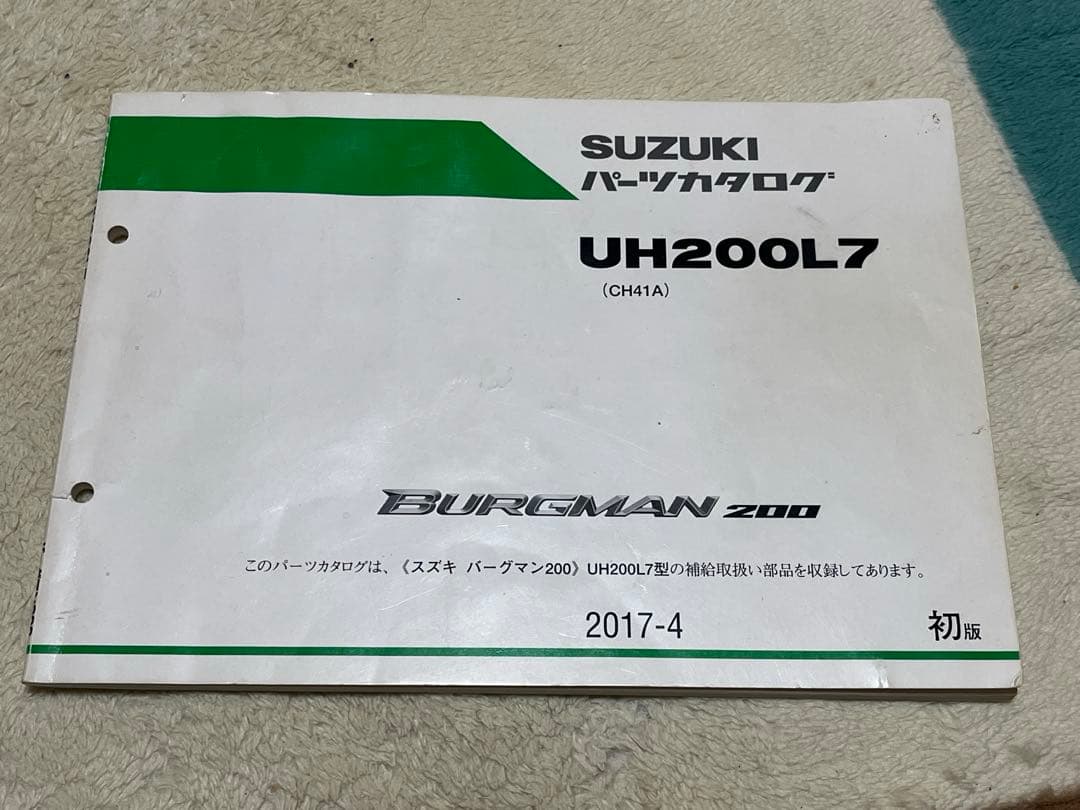 SUZUKI
パーツカタログ
UH200L7
(CH41A)
BURGMAN 200
このパーツカタログは、《スズキ バーグマン200》UH200L7型の補給取扱い部品を収録してあります。
2017-4 初版